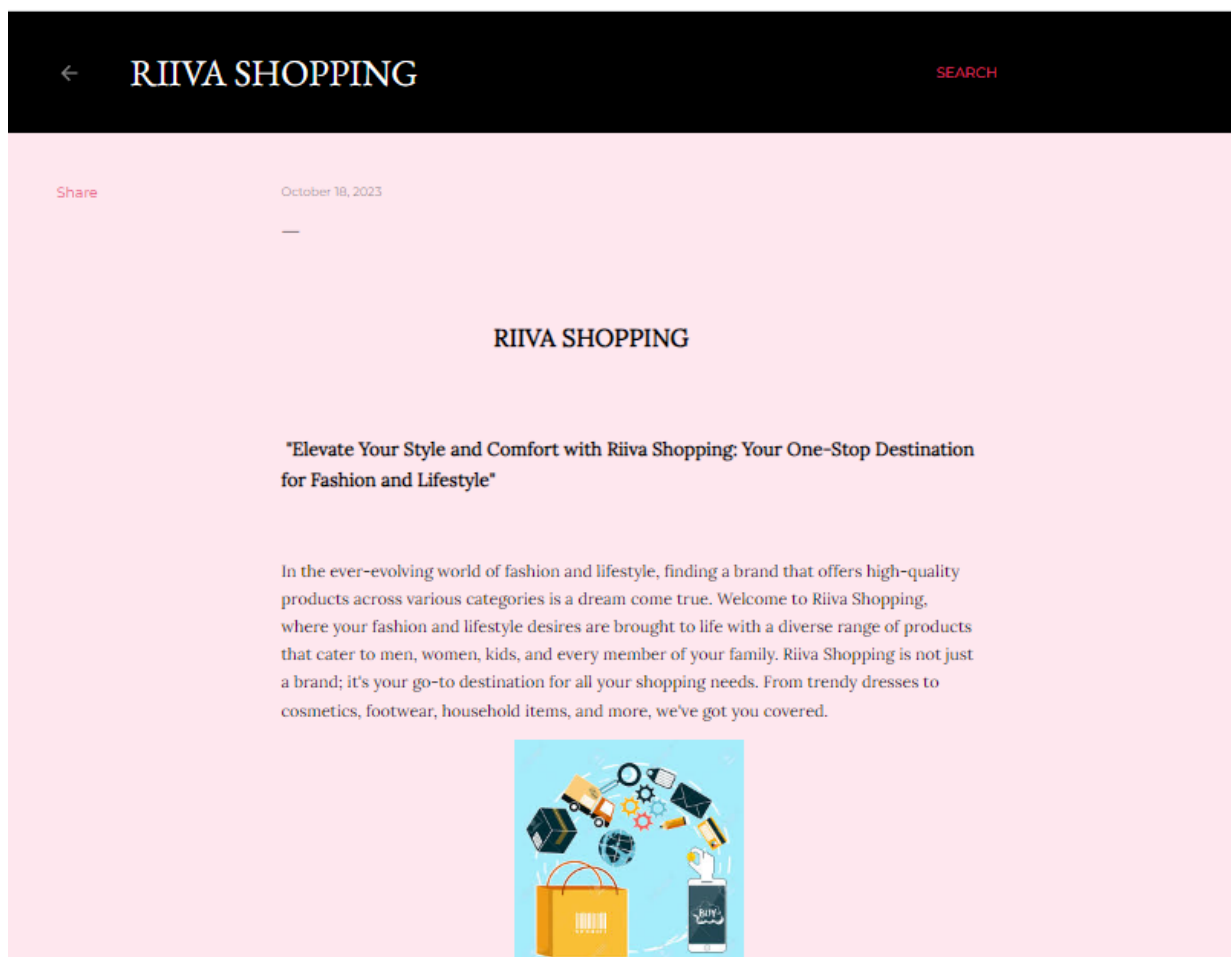 RIIVA SHOPPING
SEARCH
Share
October 18, 2023
RIIVA SHOPPING
"Elevate Your Style and Comfort with Riiva Shopping: Your One-Stop Destination
for Fashion and Lifestyle"
In the ever-evolving world of fashion and lifestyle, finding a brand that offers high-quality
products across various categories is a dream come true. Welcome to Riiva Shopping,
where your fashion and lifestyle desires are brought to life with a diverse range of products
that cater to men, women, kids, and every member of your family. Riiva Shopping is not just
a brand; it's your go-to destination for all your shopping needs. From trendy dresses to
cosmetics, footwear, household items, and more, we've got you covered.
BUY